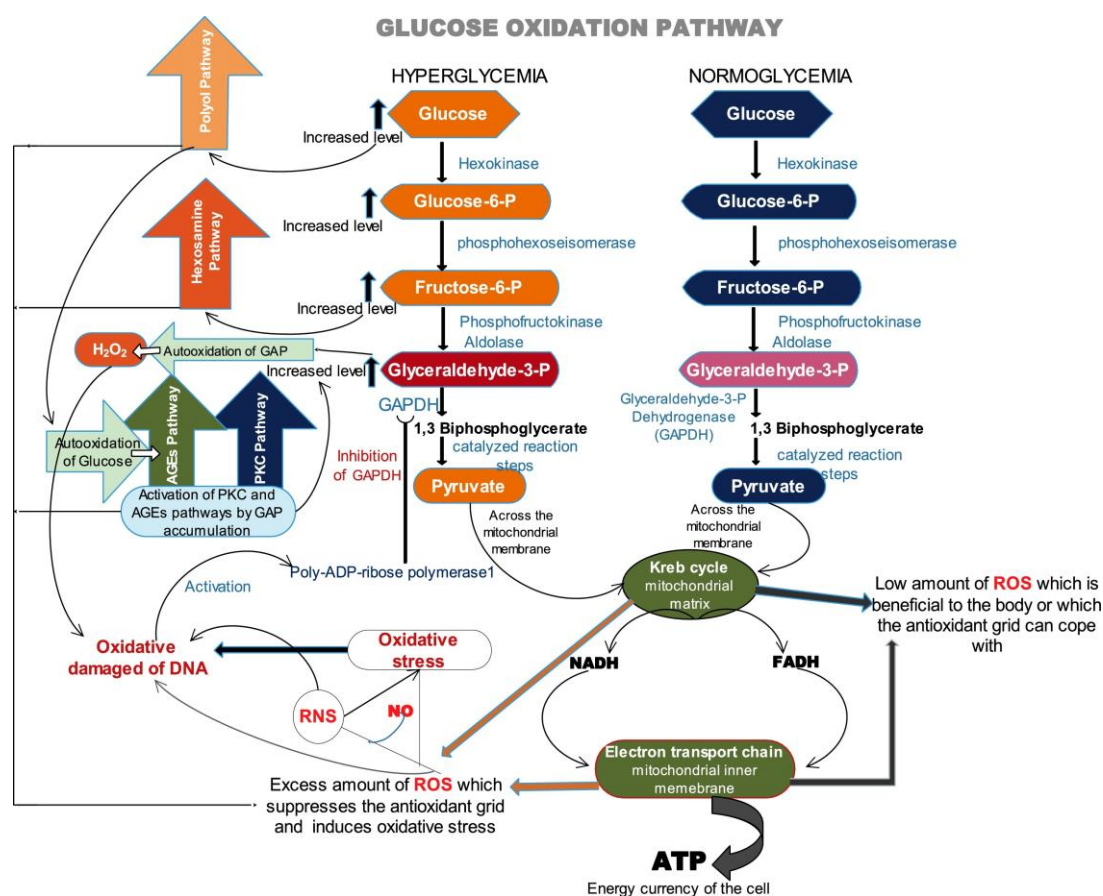 GLUCOSE OXIDATION PATHWAY
HYPERGLYCEMIA
NORMOGLYCEMIA
Polyol Pathway
Increased level
Glucose
Glucose
Hexokinase
Hexokinase
Hexosamine
Pathway
Increased level
Glucose-6-P
Glucose-6-P
phosphohexoseisomerase
phosphohexoseisomerase
Increased level
Fructose-6-P
Fructose-6-P
Phosphofructokinase
Aldolase
Phosphofructokinase
Aldolase
H2O2
Autooxidation of GAP
Increased level
Glyceraldehyde-3-P
Glyceraldehyde-3-P
GAPDH
Glyceraldehyde-3-P
Dehydrogenase
(GAPDH)
1,3 Biphosphoglycerate
1,3 Biphosphoglycerate
catalyzed reaction
steps
catalyzed reaction
steps
Autooxidation
of Glucose
AGEs Pathway
PKC Pathway
Inhibition
of GAPDH
Activation of PKC and
AGEs pathways by GAP
accumulation
Pyruvate
Pyruvate
Across the
mitochondrial
membrane
Across the
mitochondrial
membrane
Activation
Poly-ADP-ribose polymerase1
Kreb cycle
mitochondrial
matrix
Low amount of ROS which is
beneficial to the body or which
the antioxidant grid can cope
with
Oxidative
damaged of DNA
Oxidative
stress
NADH
FADH
RNS
NO
Electron transport chain
mitochondrial inner
memebrane
Excess amount of ROS which
suppresses the antioxidant grid
and induces oxidative stress
ATP
Energy currency of the cell